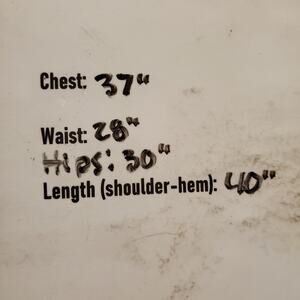 Chest: 37"
Waist: 28"
Hips: 30"
Length (shoulder-hem): 40"